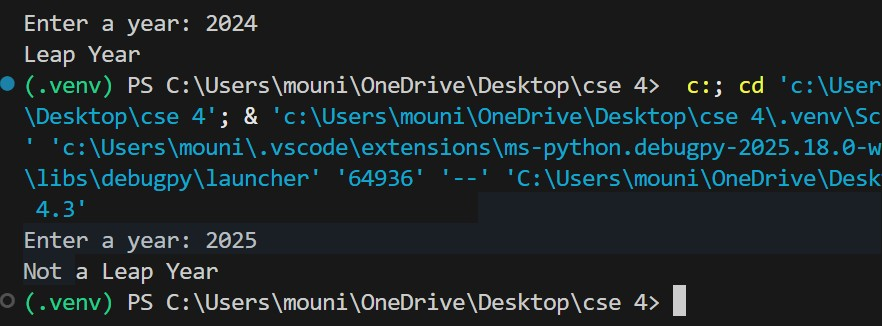 Enter a year: 2024
Leap Year
(.venv) PS C:\Users\mouni\OneDrive\Desktop\cse 4>  c:; cd 'c:\User
\Desktop\cse 4'; & 'c:\Users\mouni\OneDrive\Desktop\cse 4\.venv\Sc
' 'c:\Users\mouni\.vscode\extensions\ms-python.debugpy-2025.18.0-w
\libs\debugpy\launcher' '64936' '--' 'C:\Users\mouni\OneDrive\Desk
 4.3'
Enter a year: 2025
Not a Leap Year
(.venv) PS C:\Users\mouni\OneDrive\Desktop\cse 4>